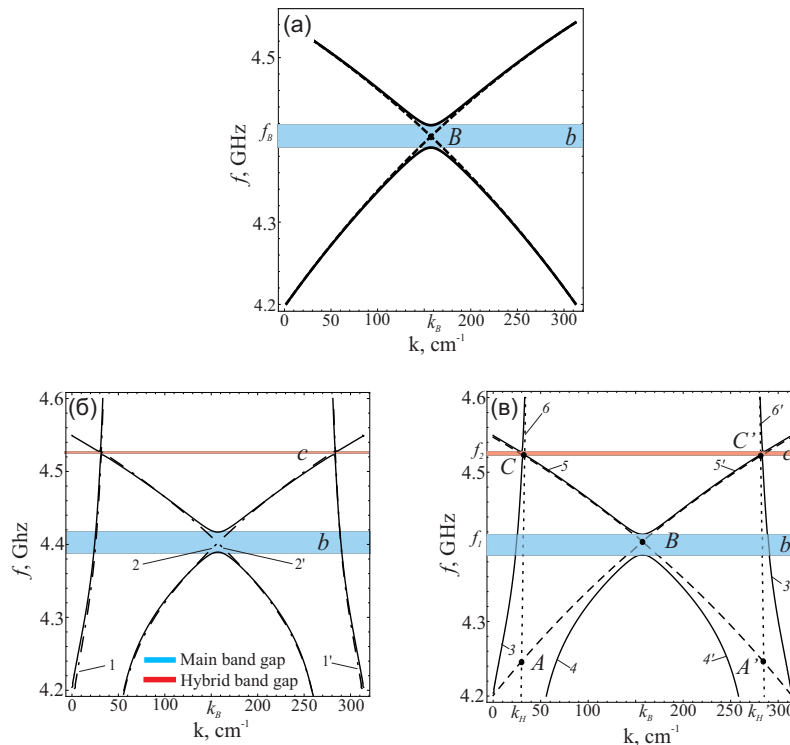 (а)
f, GHz
4.5
4.3
4.2
f_B
B
b
0
50
100
k_B
200
250
300
k, cm⁻¹
(б)
f, Ghz
4.6
4.5
4.4
4.3
4.2
c
b
2
2'
1
1'
Main band gap
Hybrid band gap
0
50
100
k_B
200
250
300
k, cm⁻¹
(в)
f, GHz
4.6
6
6'
C'
f_2
4.5
C
c
5
5'
f_1
B
b
4.3
3
3'
A
A'
4
4'
4.2
0
k_H
50
100
k_B
200
250
k_H'
k, cm⁻¹